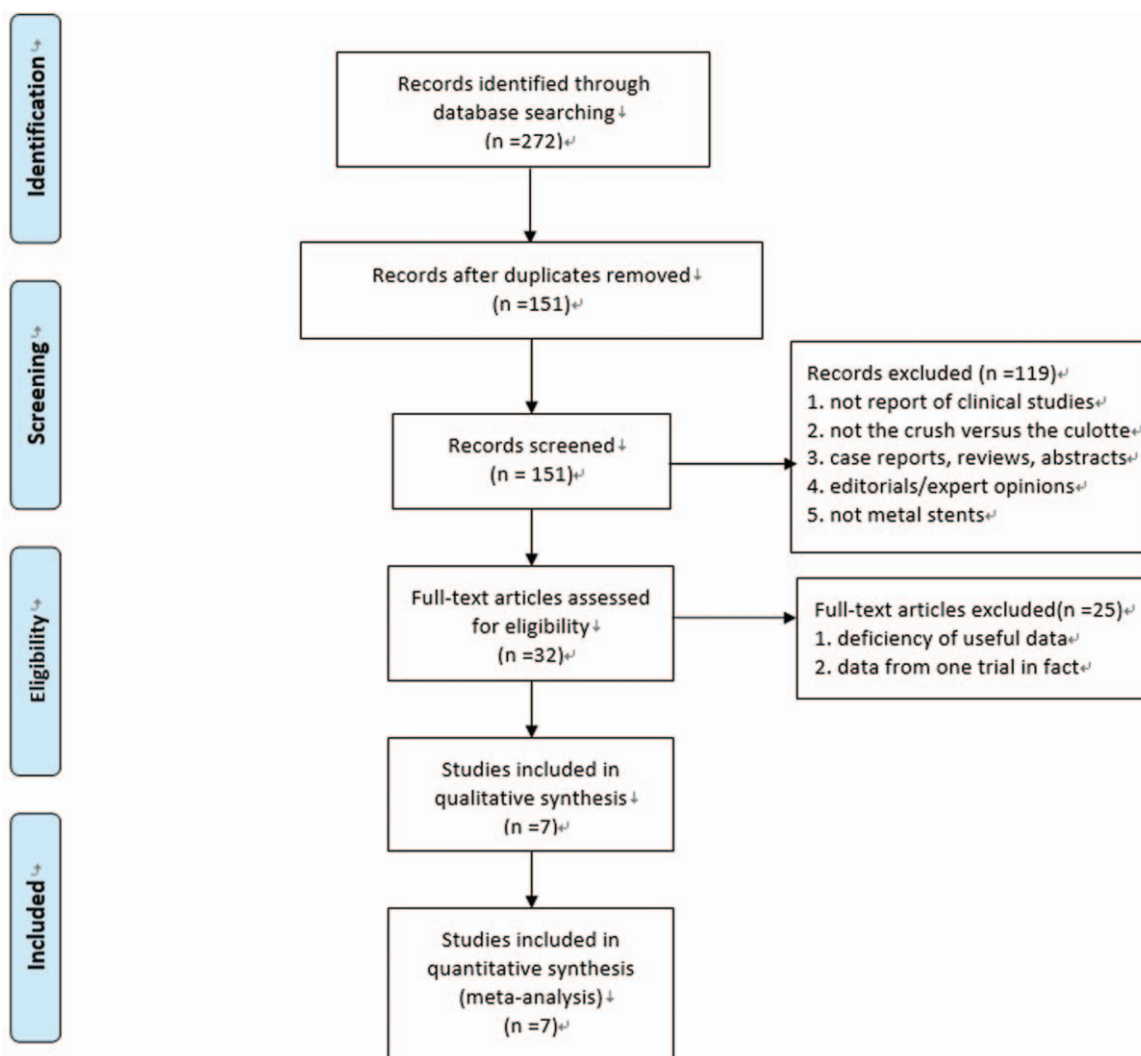 Identification
Records identified through
database searching↓
(n =272)↵
Records after duplicates removed↓
(n =151)↵
Screening
Records screened↓
(n = 151)↵
Records excluded (n =119)↵
1. not report of clinical studies↵
2. not the crush versus the culotte↵
3. case reports, reviews, abstracts↵
4. editorials/expert opinions↵
5. not metal stents↵
Eligibility
Full-text articles assessed
for eligibility↓
(n =32)↵
Full-text articles excluded(n =25)↵
1. deficiency of useful data↵
2. data from one trial in fact↵
Studies included in
qualitative synthesis↓
(n =7)↵
Included
Studies included in
quantitative synthesis
(meta-analysis)↓
(n =7)↵